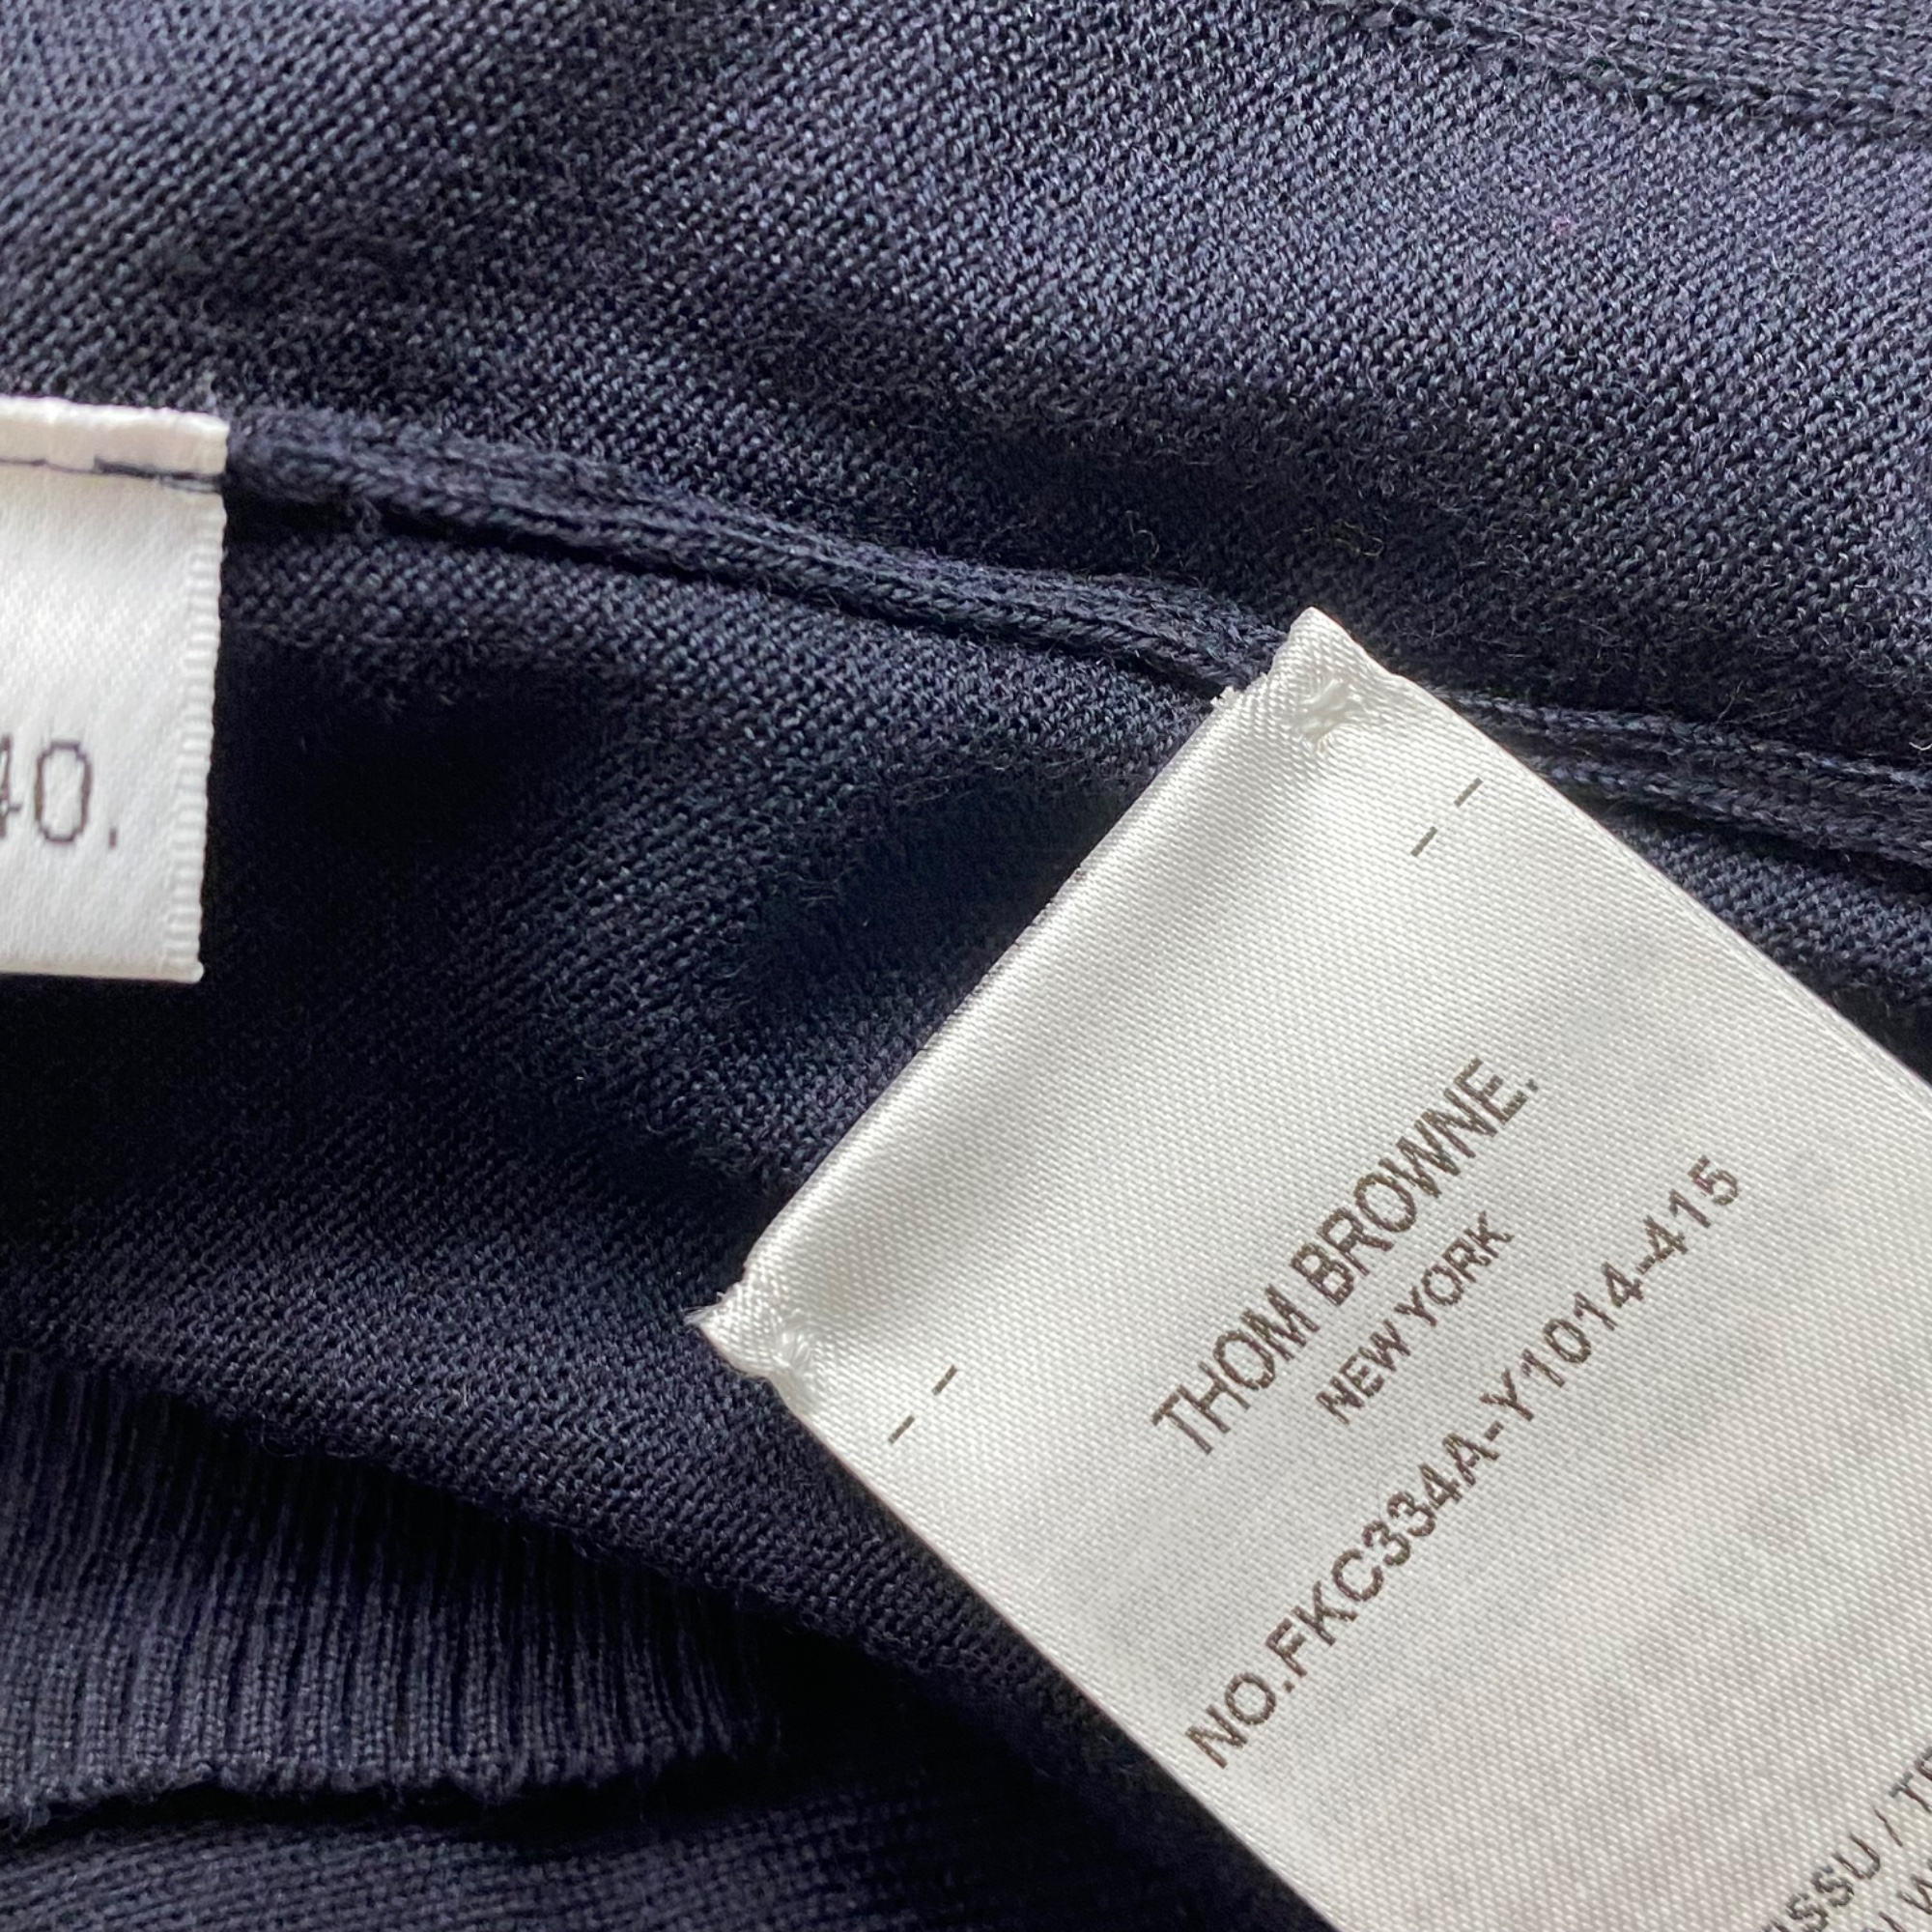 40.
THOM BROWNE.
NEW YORK
NO.FKC334A-Y1014-415